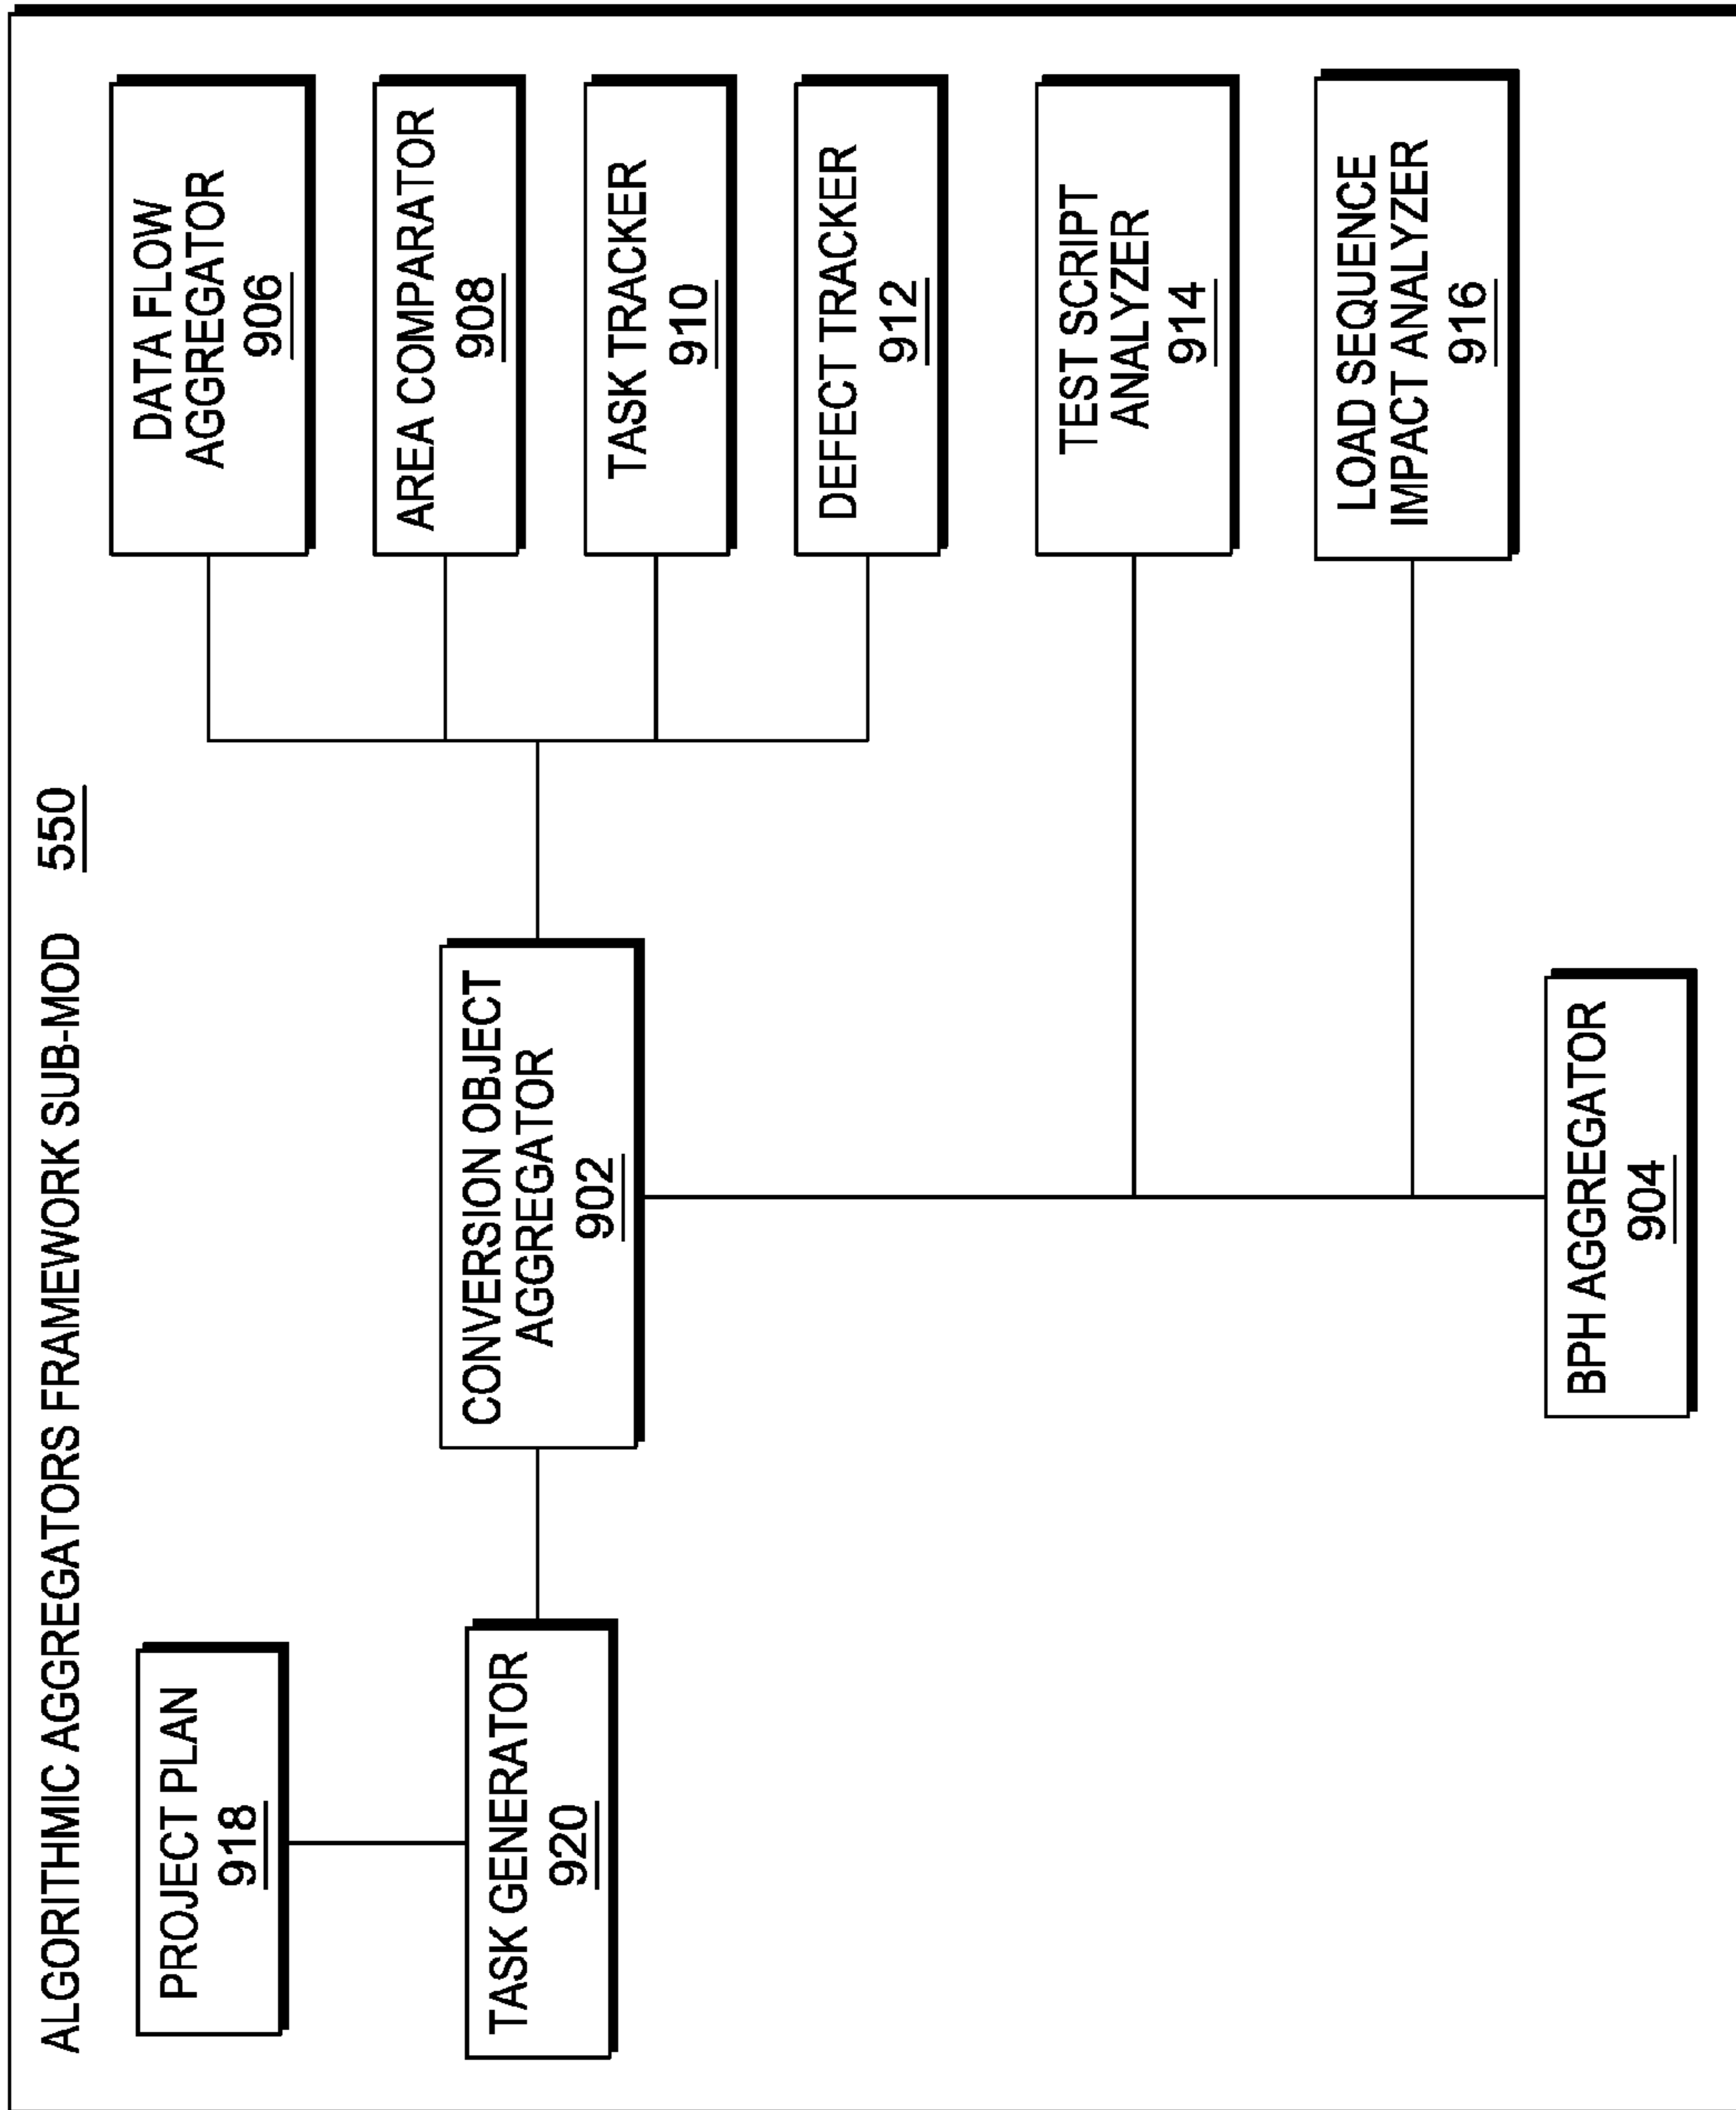 ALGORITHMIC AGGREGATORS FRAMEWORK SUB-MOD 550
PROJECT PLAN
918
TASK GENERATOR
920
CONVERSION OBJECT
AGGREGATOR
902
BPH AGGREGATOR
904
DATA FLOW
AGGREGATOR
906
AREA COMPARATOR
908
TASK TRACKER
910
DEFECT TRACKER
912
TEST SCRIPT
ANALYZER
914
LOAD SEQUENCE
IMPACT ANALYZER
916